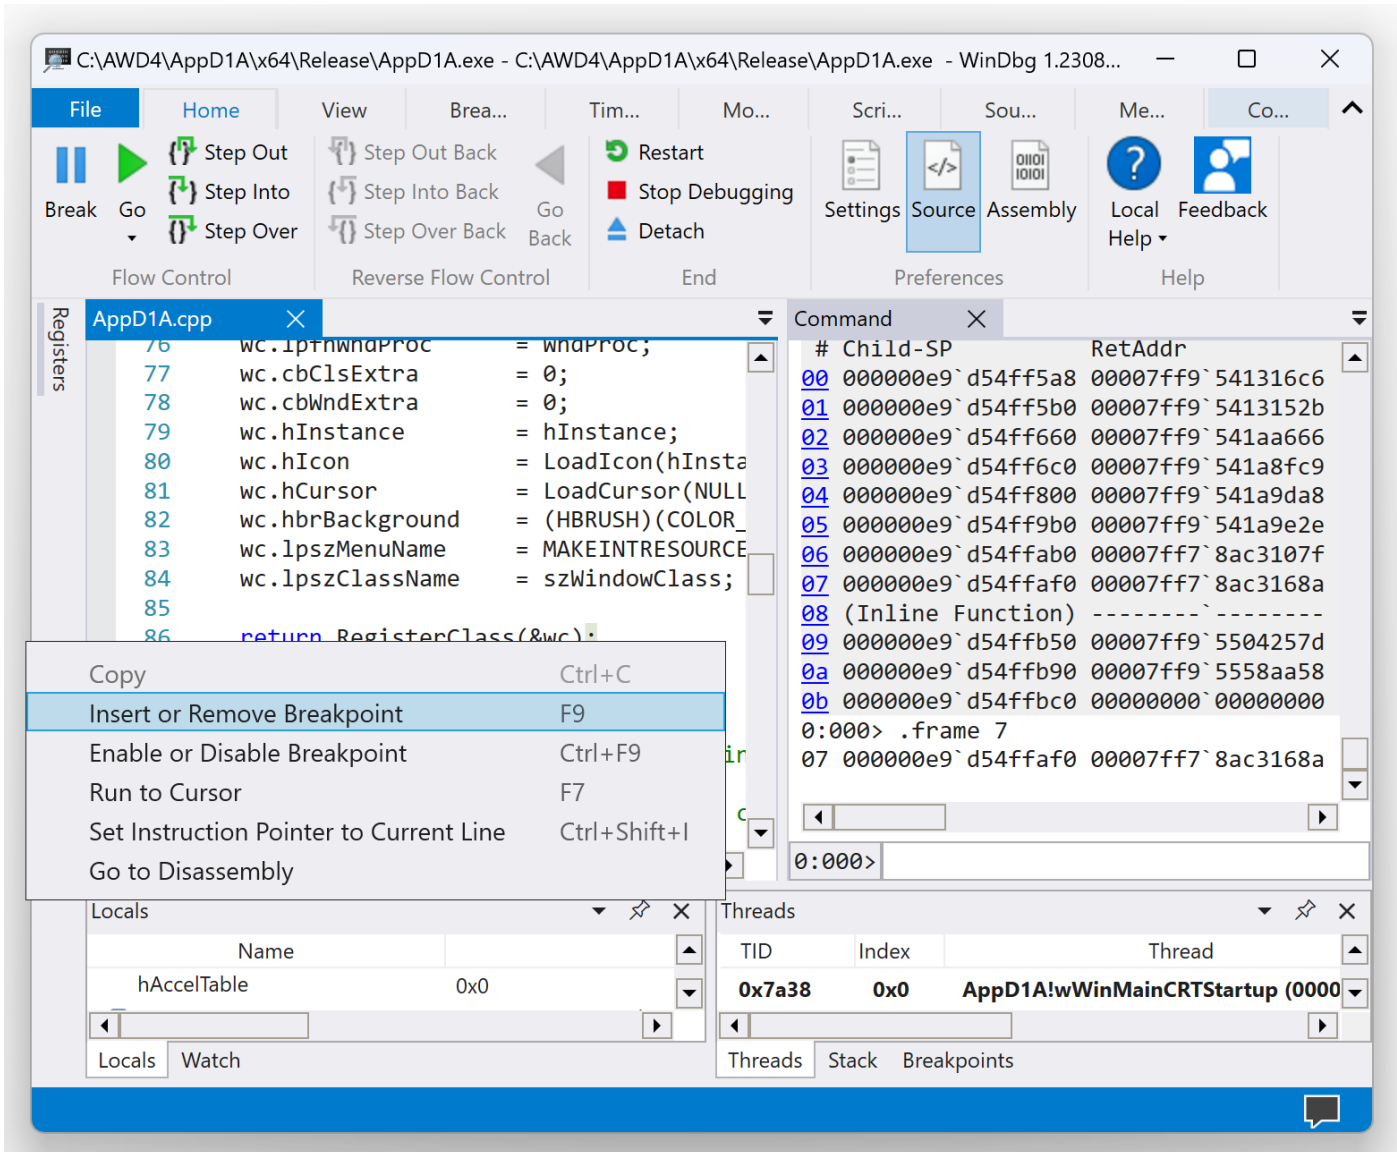 C:\AWD4\AppD1A\x64\Release\AppD1A.exe - C:\AWD4\AppD1A\x64\Release\AppD1A.exe - WinDbg 1.2308...
File Home View Brea... Tim... Mo... Scri... Sou... Me... Co...
Break
Go
Step Out
Step Into
Step Over
Flow Control
Step Out Back
Step Into Back
Step Over Back
Go
Back
Reverse Flow Control
Restart
Stop Debugging
Detach
End
Settings
Source
Assembly
Preferences
Local
Help
Feedback
Help
Registers
AppD1A.cpp
76 wc.lpfnWndProc = WndProc;
77 wc.cbClsExtra = 0;
78 wc.cbWndExtra = 0;
79 wc.hInstance = hInstance;
80 wc.hIcon = LoadIcon(hInsta
81 wc.hCursor = LoadCursor(NULL
82 wc.hbrBackground = (HBRUSH)(COLOR_
83 wc.lpszMenuName = MAKEINTRESOURCE
84 wc.lpszClassName = szWindowClass;
85
86 return RegisterClass(&wc);
in
c
Copy Ctrl+C
Insert or Remove Breakpoint F9
Enable or Disable Breakpoint Ctrl+F9
Run to Cursor F7
Set Instruction Pointer to Current Line Ctrl+Shift+I
Go to Disassembly
Command
# Child-SP RetAddr
00 000000e9`d54ff5a8 00007ff9`541316c6
01 000000e9`d54ff5b0 00007ff9`5413152b
02 000000e9`d54ff660 00007ff9`541aa666
03 000000e9`d54ff6c0 00007ff9`541a8fc9
04 000000e9`d54ff800 00007ff9`541a9da8
05 000000e9`d54ff9b0 00007ff9`541a9e2e
06 000000e9`d54ffab0 00007ff7`8ac3107f
07 000000e9`d54ffaf0 00007ff7`8ac3168a
08 (Inline Function) --------`--------
09 000000e9`d54ffb50 00007ff9`5504257d
0a 000000e9`d54ffb90 00007ff9`5558aa58
0b 000000e9`d54ffbc0 00000000`00000000
0:000> .frame 7
07 000000e9`d54ffaf0 00007ff7`8ac3168a
0:000>
Locals
Name
hAccelTable 0x0
Locals Watch
Threads
TID Index Thread
0x7a38 0x0 AppD1A!wWinMainCRTStartup (0000
Threads Stack Breakpoints